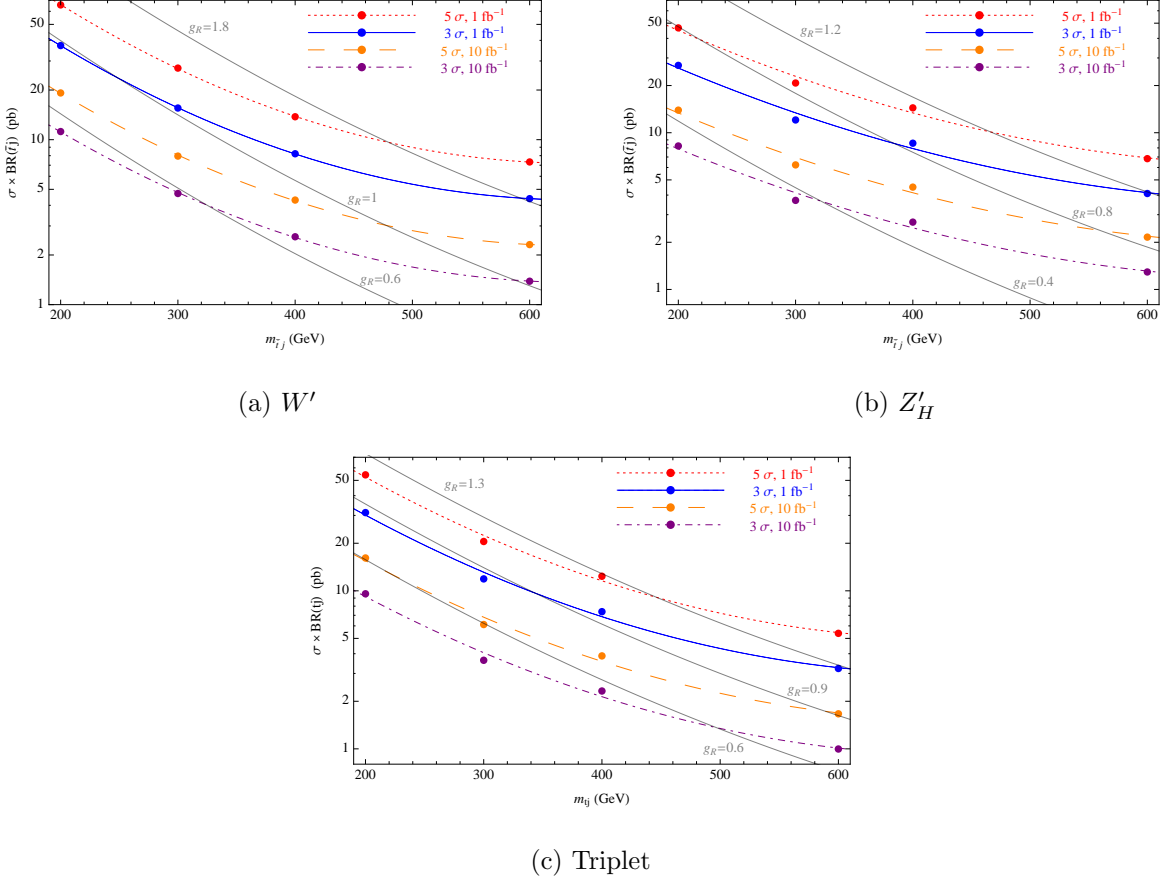 5 σ, 1 fb⁻¹
3 σ, 1 fb⁻¹
5 σ, 10 fb⁻¹
3 σ, 10 fb⁻¹
g_R=1.8
g_R=1
g_R=0.6
50
20
10
5
2
1
σ × BR(t̄j) (pb)
200 300 400 500 600
m_t̄j (GeV)
(a) W′
5 σ, 1 fb⁻¹
3 σ, 1 fb⁻¹
5 σ, 10 fb⁻¹
3 σ, 10 fb⁻¹
g_R=1.2
g_R=0.8
g_R=0.4
50
20
10
5
2
1
σ × BR(t̄j) (pb)
200 300 400 500 600
m_t̄j (GeV)
(b) Z′_H
5 σ, 1 fb⁻¹
3 σ, 1 fb⁻¹
5 σ, 10 fb⁻¹
3 σ, 10 fb⁻¹
g_R=1.3
g_R=0.9
g_R=0.6
50
20
10
5
2
1
σ × BR(tj) (pb)
200 300 400 500 600
m_tj (GeV)
(c) Triplet